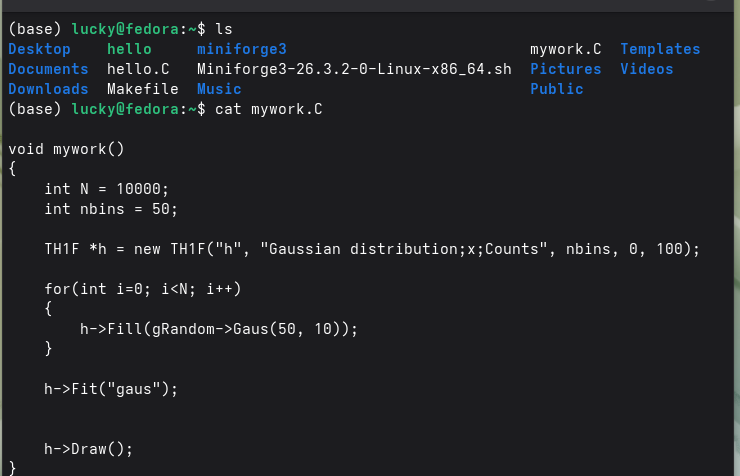 (base) lucky@fedora:~$ ls
Desktop    hello     miniforge3                          mywork.C  Templates
Documents  hello.C   Miniforge3-26.3.2-0-Linux-x86_64.sh  Pictures  Videos
Downloads  Makefile  Music                               Public
(base) lucky@fedora:~$ cat mywork.C
void mywork()
{
    int N = 10000;
    int nbins = 50;
    TH1F *h = new TH1F("h", "Gaussian distribution;x;Counts", nbins, 0, 100);
    for(int i=0; i<N; i++)
    {
        h->Fill(gRandom->Gaus(50, 10));
    }
    h->Fit("gaus");
    h->Draw();
}